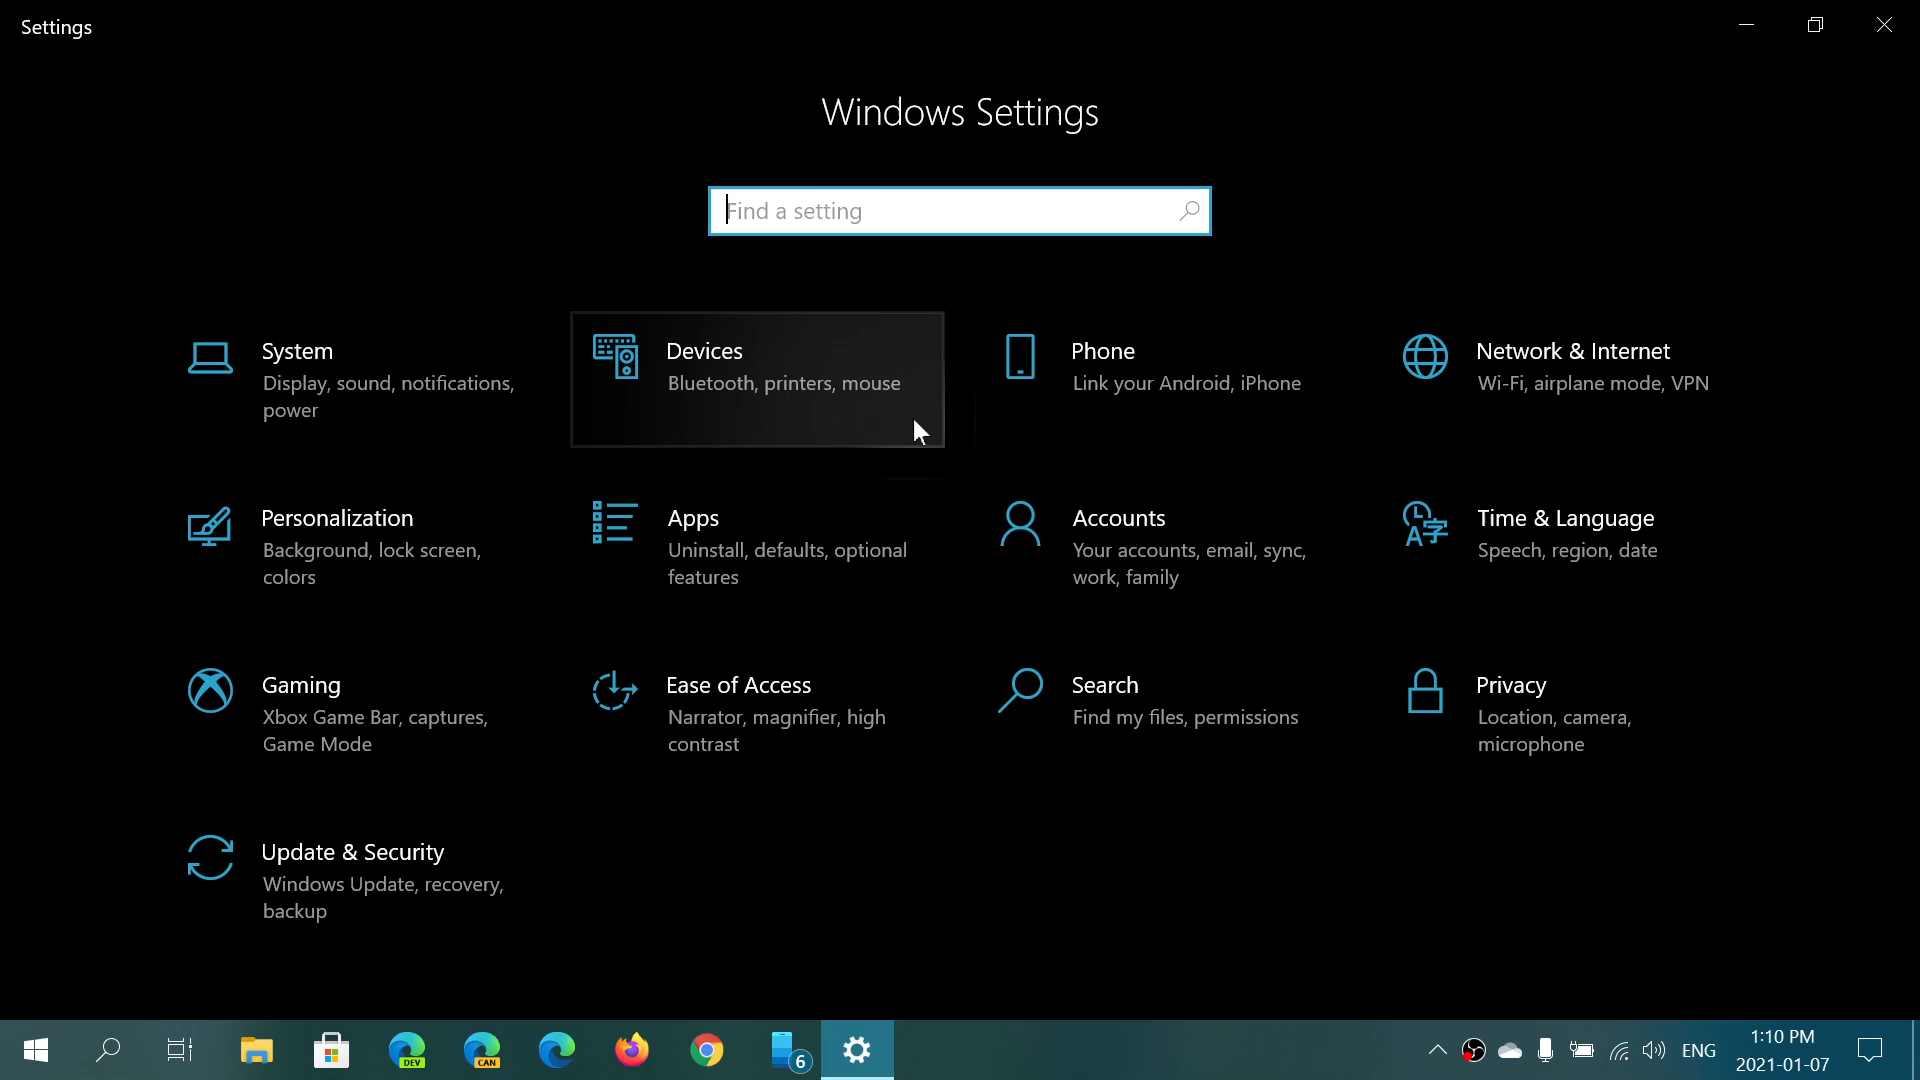 Settings
Windows Settings
Find a setting
System
Display, sound, notifications,
power
Devices
Bluetooth, printers, mouse
Phone
Link your Android, iPhone
Network & Internet
Wi-Fi, airplane mode, VPN
Personalization
Background, lock screen,
colors
Apps
Uninstall, defaults, optional
features
Accounts
Your accounts, email, sync,
work, family
Time & Language
Speech, region, date
Gaming
Xbox Game Bar, captures,
Game Mode
Ease of Access
Narrator, magnifier, high
contrast
Search
Find my files, permissions
Privacy
Location, camera,
microphone
Update & Security
Windows Update, recovery,
backup
DEV
CAN
6
ENG
1:10 PM
2021-01-07